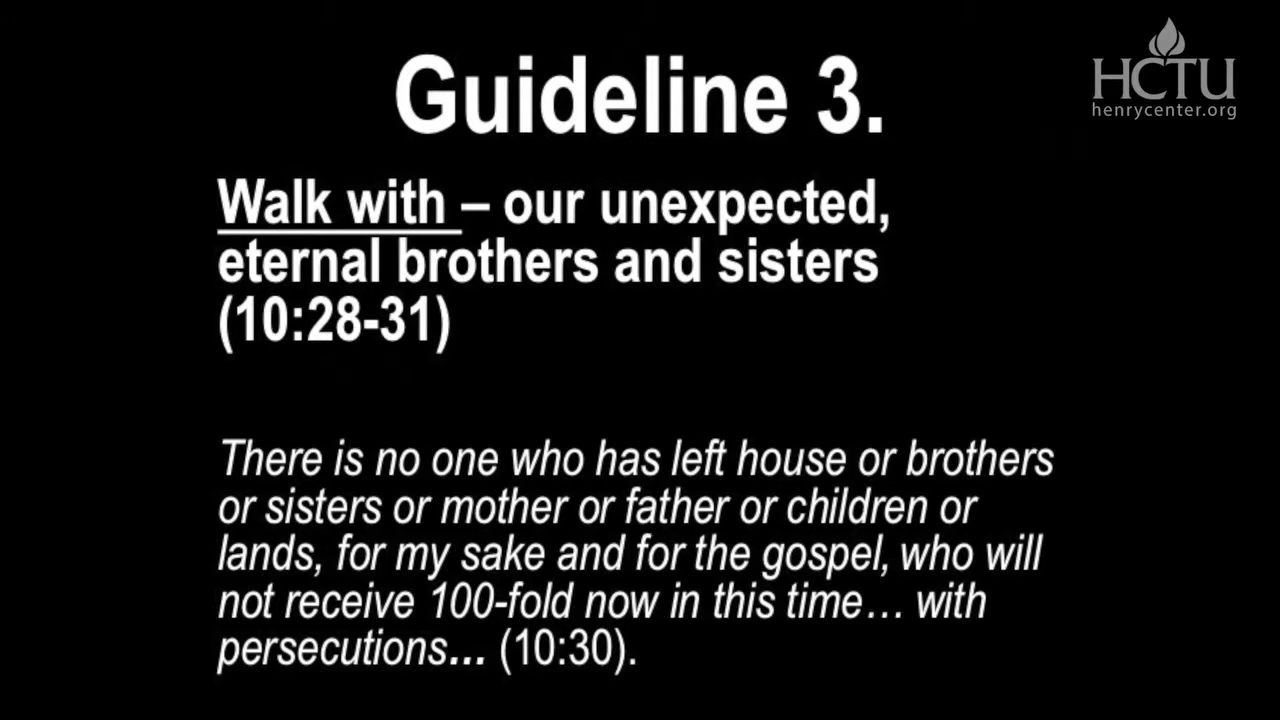 HCTU
henrycenter.org
Guideline 3.
Walk with – our unexpected,
eternal brothers and sisters
(10:28-31)
There is no one who has left house or brothers
or sisters or mother or father or children or
lands, for my sake and for the gospel, who will
not receive 100-fold now in this time… with
persecutions… (10:30).